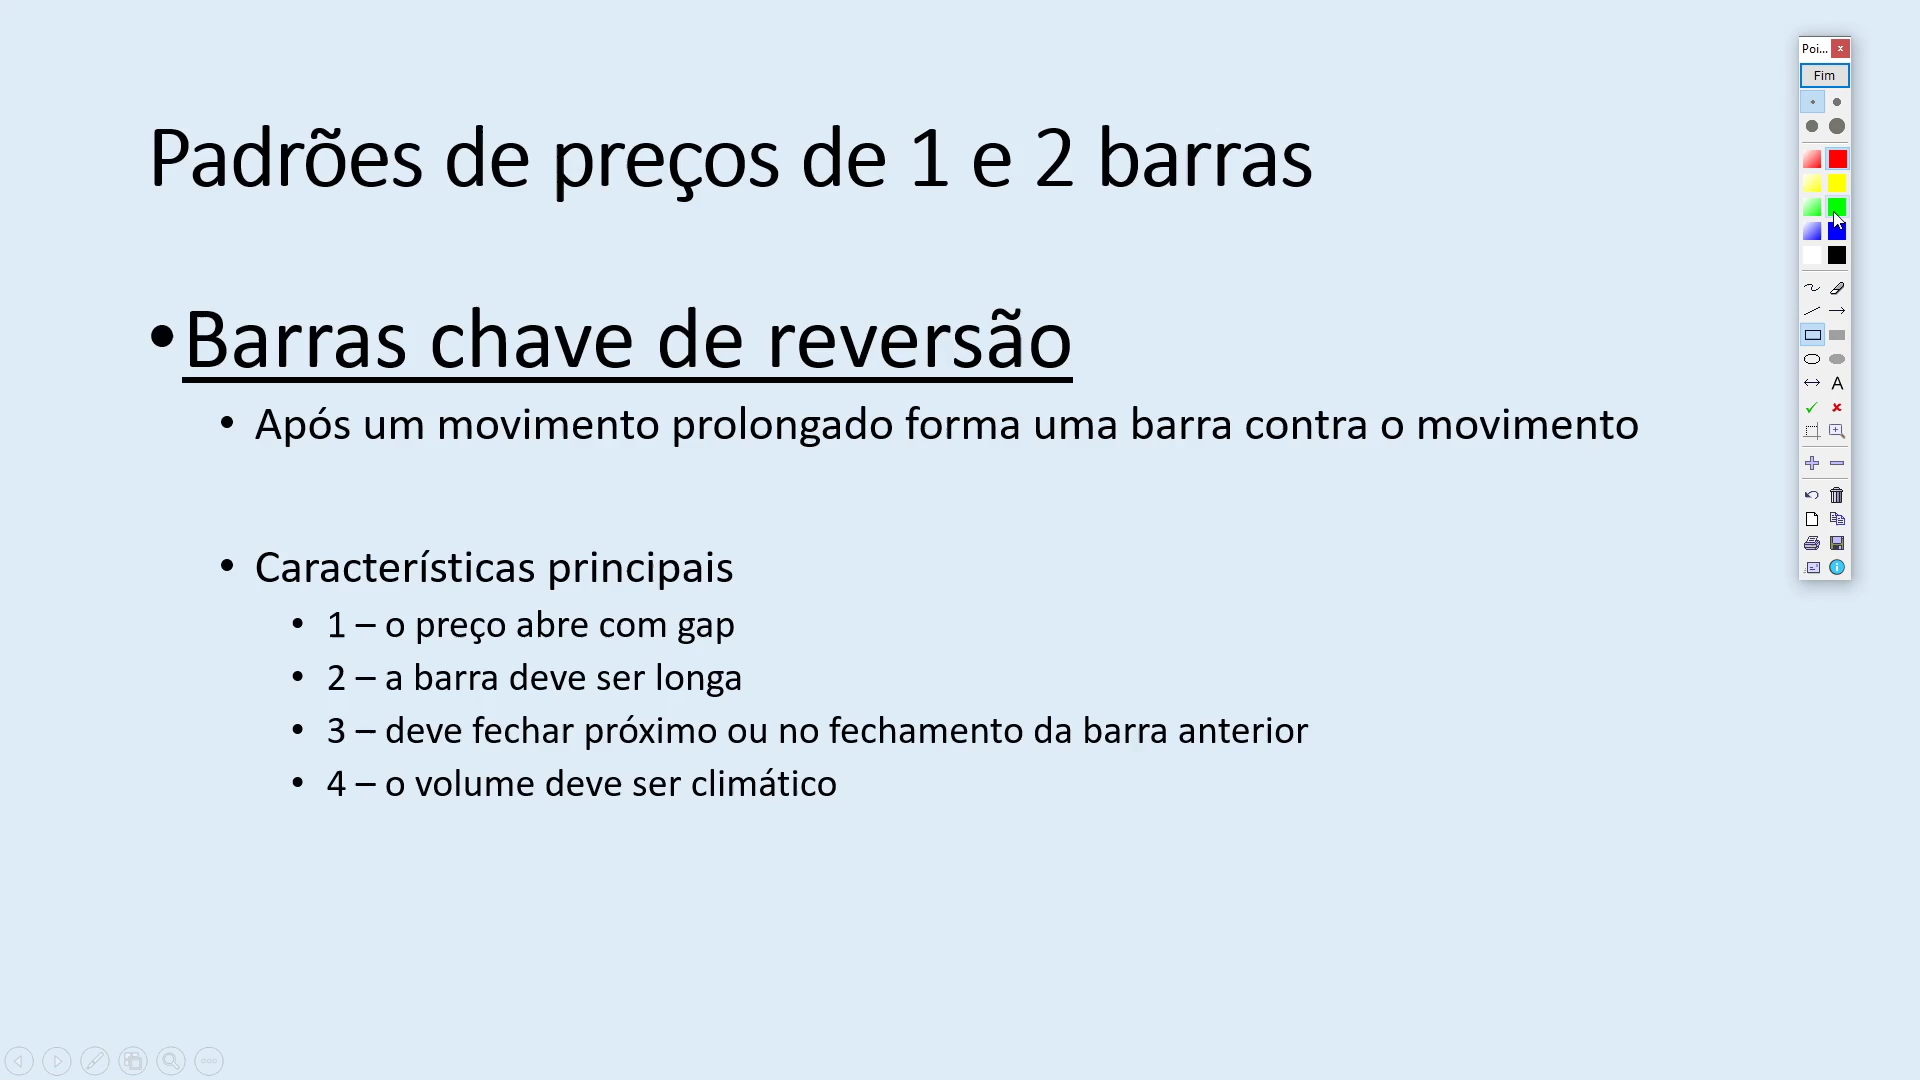 Poi...
Fim
Padrões de preços de 1 e 2 barras
•Barras chave de reversão
• Após um movimento prolongado forma uma barra contra o movimento
• Características principais
• 1 – o preço abre com gap
• 2 – a barra deve ser longa
• 3 – deve fechar próximo ou no fechamento da barra anterior
• 4 – o volume deve ser climático